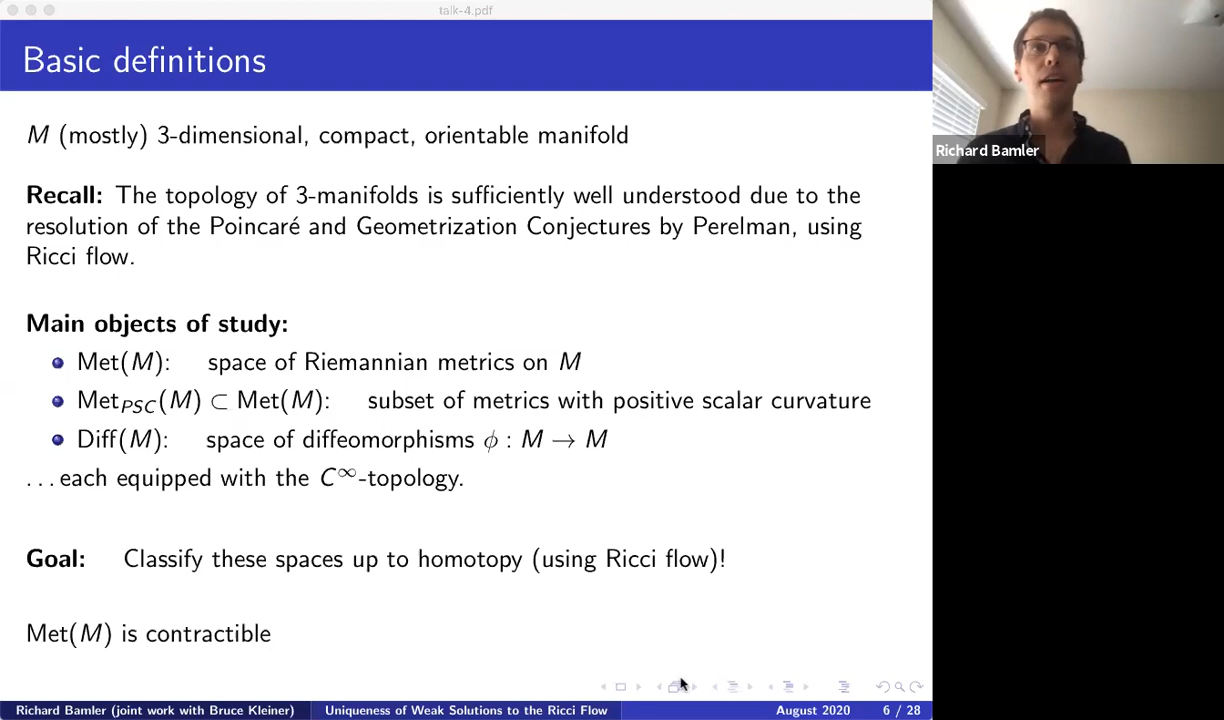 talk-4.pdf
Basic definitions
M (mostly) 3-dimensional, compact, orientable manifold
Recall: The topology of 3-manifolds is sufficiently well understood due to the
resolution of the Poincaré and Geometrization Conjectures by Perelman, using
Ricci flow.
Main objects of study:
Met(M): space of Riemannian metrics on M
Met_PSC(M) ⊂ Met(M): subset of metrics with positive scalar curvature
Diff(M): space of diffeomorphisms ϕ : M → M
...each equipped with the C^∞-topology.
Goal: Classify these spaces up to homotopy (using Ricci flow)!
Met(M) is contractible
Richard Bamler (joint work with Bruce Kleiner) Uniqueness of Weak Solutions to the Ricci Flow August 2020 6 / 28
Richard Bamler